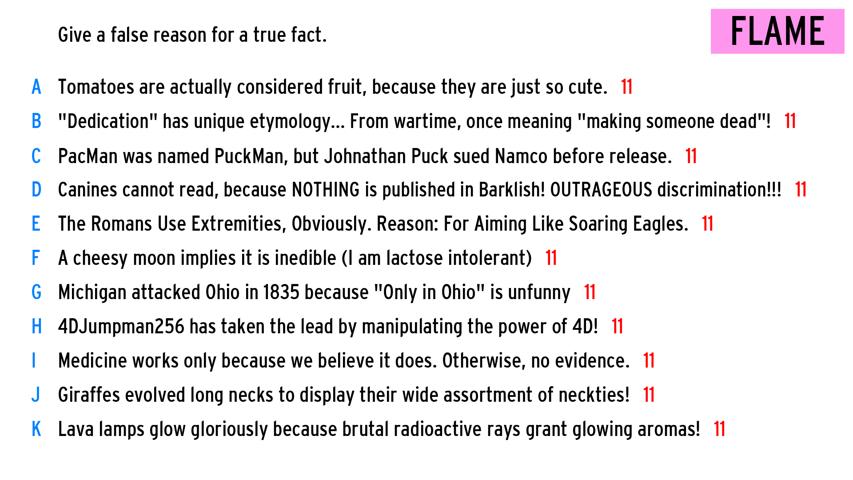 Give a false reason for a true fact.
FLAME
A Tomatoes are actually considered fruit, because they are just so cute. 11
B "Dedication" has unique etymology... From wartime, once meaning "making someone dead"! 11
C PacMan was named PuckMan, but Johnathan Puck sued Namco before release. 11
D Canines cannot read, because NOTHING is published in Barklish! OUTRAGEOUS discrimination!!! 11
E The Romans Use Extremities, Obviously. Reason: For Aiming Like Soaring Eagles. 11
F A cheesy moon implies it is inedible (I am lactose intolerant) 11
G Michigan attacked Ohio in 1835 because "Only in Ohio" is unfunny 11
H 4DJumpman256 has taken the lead by manipulating the power of 4D! 11
I Medicine works only because we believe it does. Otherwise, no evidence. 11
J Giraffes evolved long necks to display their wide assortment of neckties! 11
K Lava lamps glow gloriously because brutal radioactive rays grant glowing aromas! 11